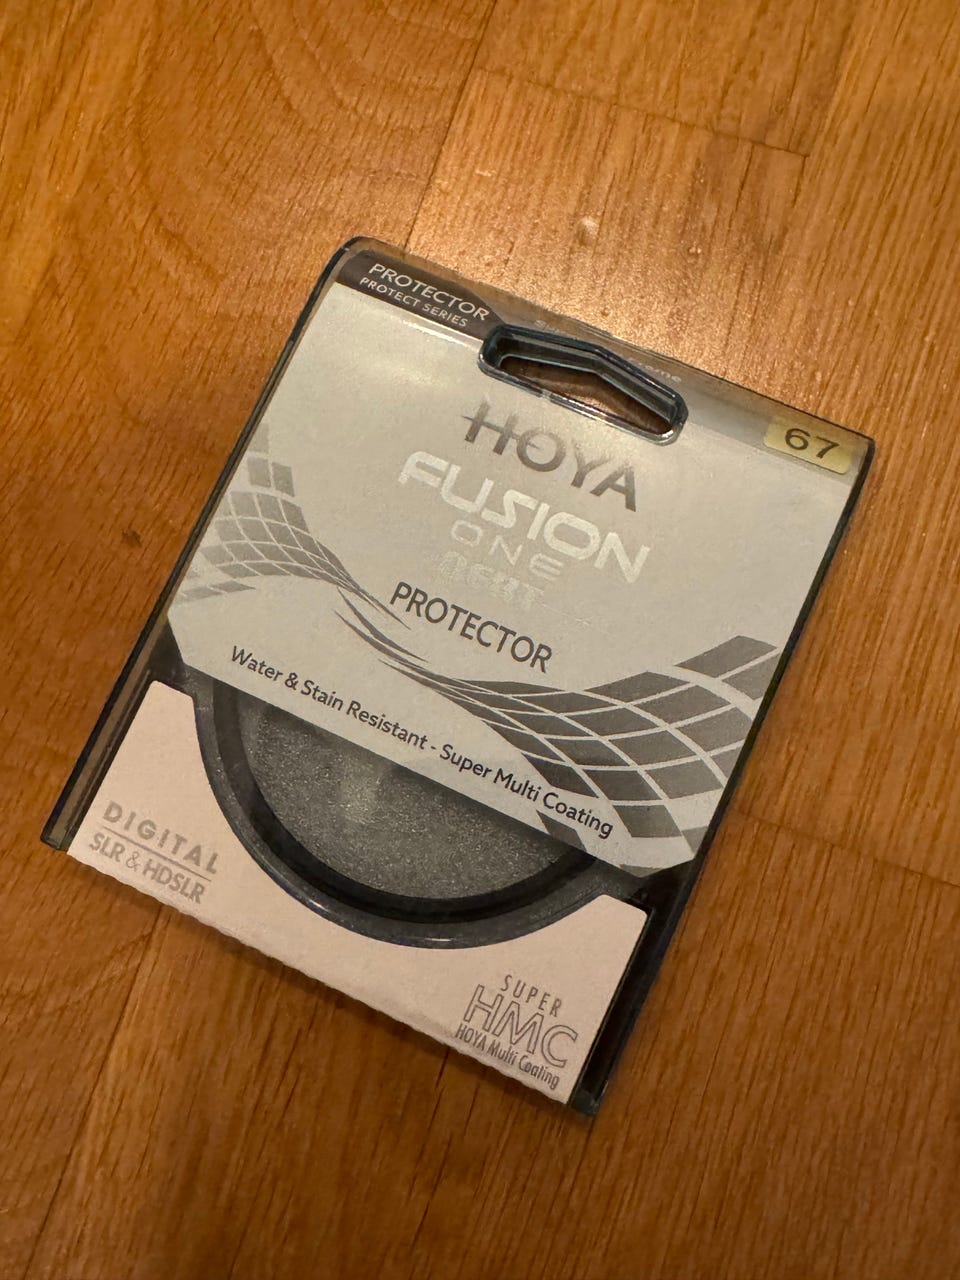 PROTECTOR
PROTECT SERIES
67
HOYA
FUSION
ONE
NEXT
PROTECTOR
Water & Stain Resistant - Super Multi Coating
DIGITAL
SLR & HDSLR
SUPER
HMC
HOYA Multi Coating